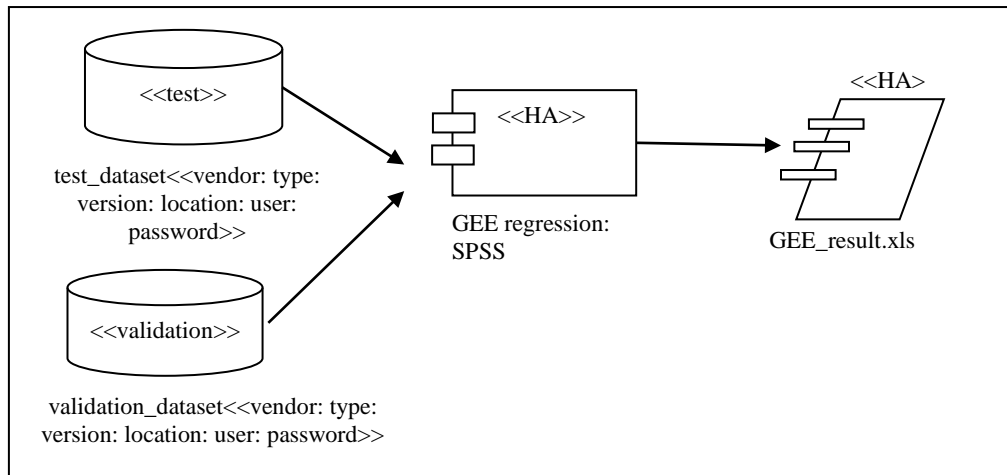 <<test>>
test_dataset<<vendor: type:
version: location: user:
password>>
<<validation>>
validation_dataset<<vendor: type:
version: location: user: password>>
<<HA>>
GEE regression:
SPSS
<<HA>
GEE_result.xls